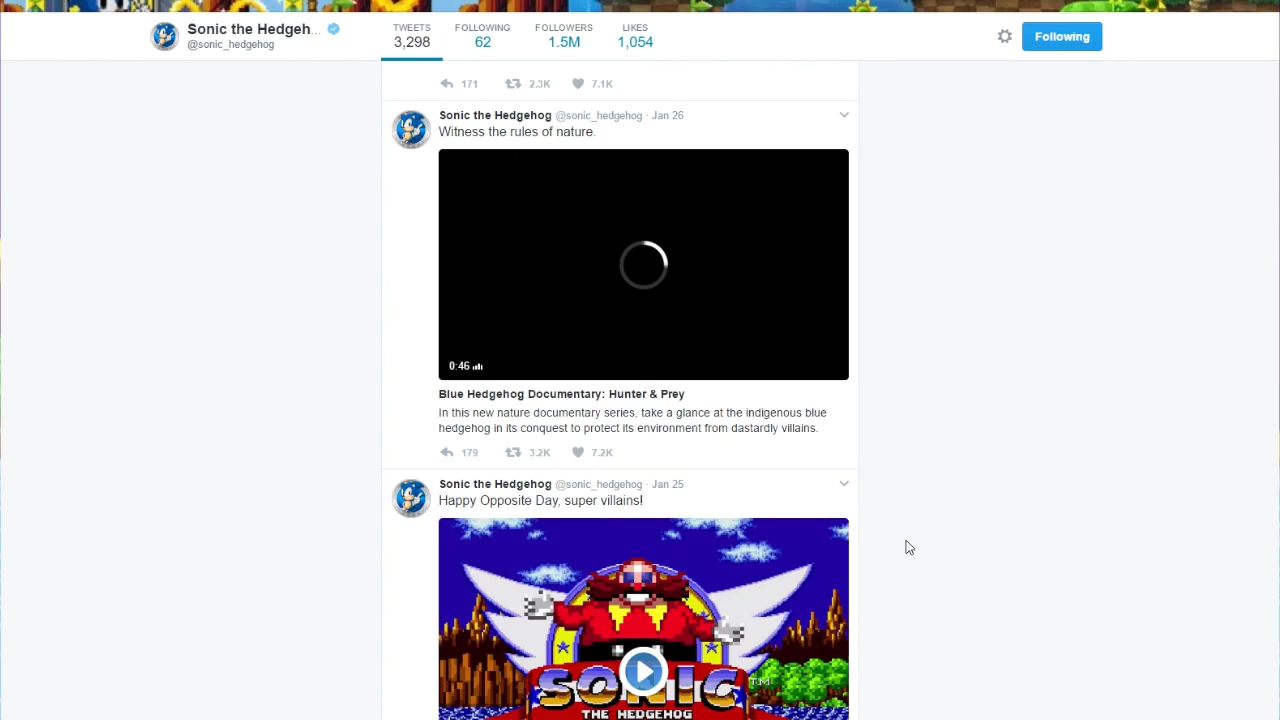 Sonic the Hedgeh...
@sonic_hedgehog
TWEETS
3,298
FOLLOWING
62
FOLLOWERS
1.5M
LIKES
1,054
Following
171 2.3K 7.1K
Sonic the Hedgehog @sonic_hedgehog · Jan 26
Witness the rules of nature.
0:46
Blue Hedgehog Documentary: Hunter & Prey
In this new nature documentary series, take a glance at the indigenous blue
hedgehog in its conquest to protect its environment from dastardly villains.
179 3.2K 7.2K
Sonic the Hedgehog @sonic_hedgehog · Jan 25
Happy Opposite Day, super villains!
SONIC
TM
THE HEDGEHOG